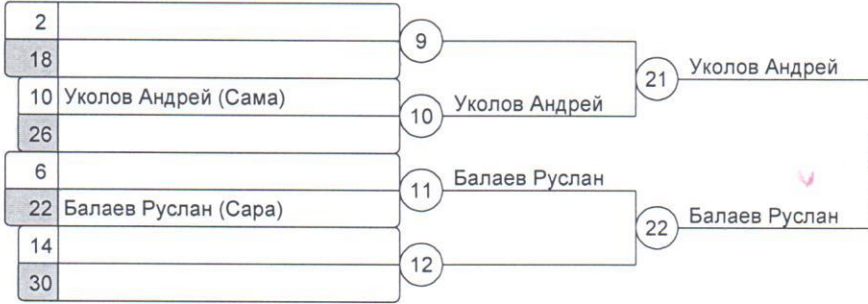 2
9
18
21 Уколов Андрей
10 Уколов Андрей (Сама)
10 Уколов Андрей
26
6
11 Балаев Руслан
22 Балаев Руслан (Сара)
22 Балаев Руслан
14
12
30